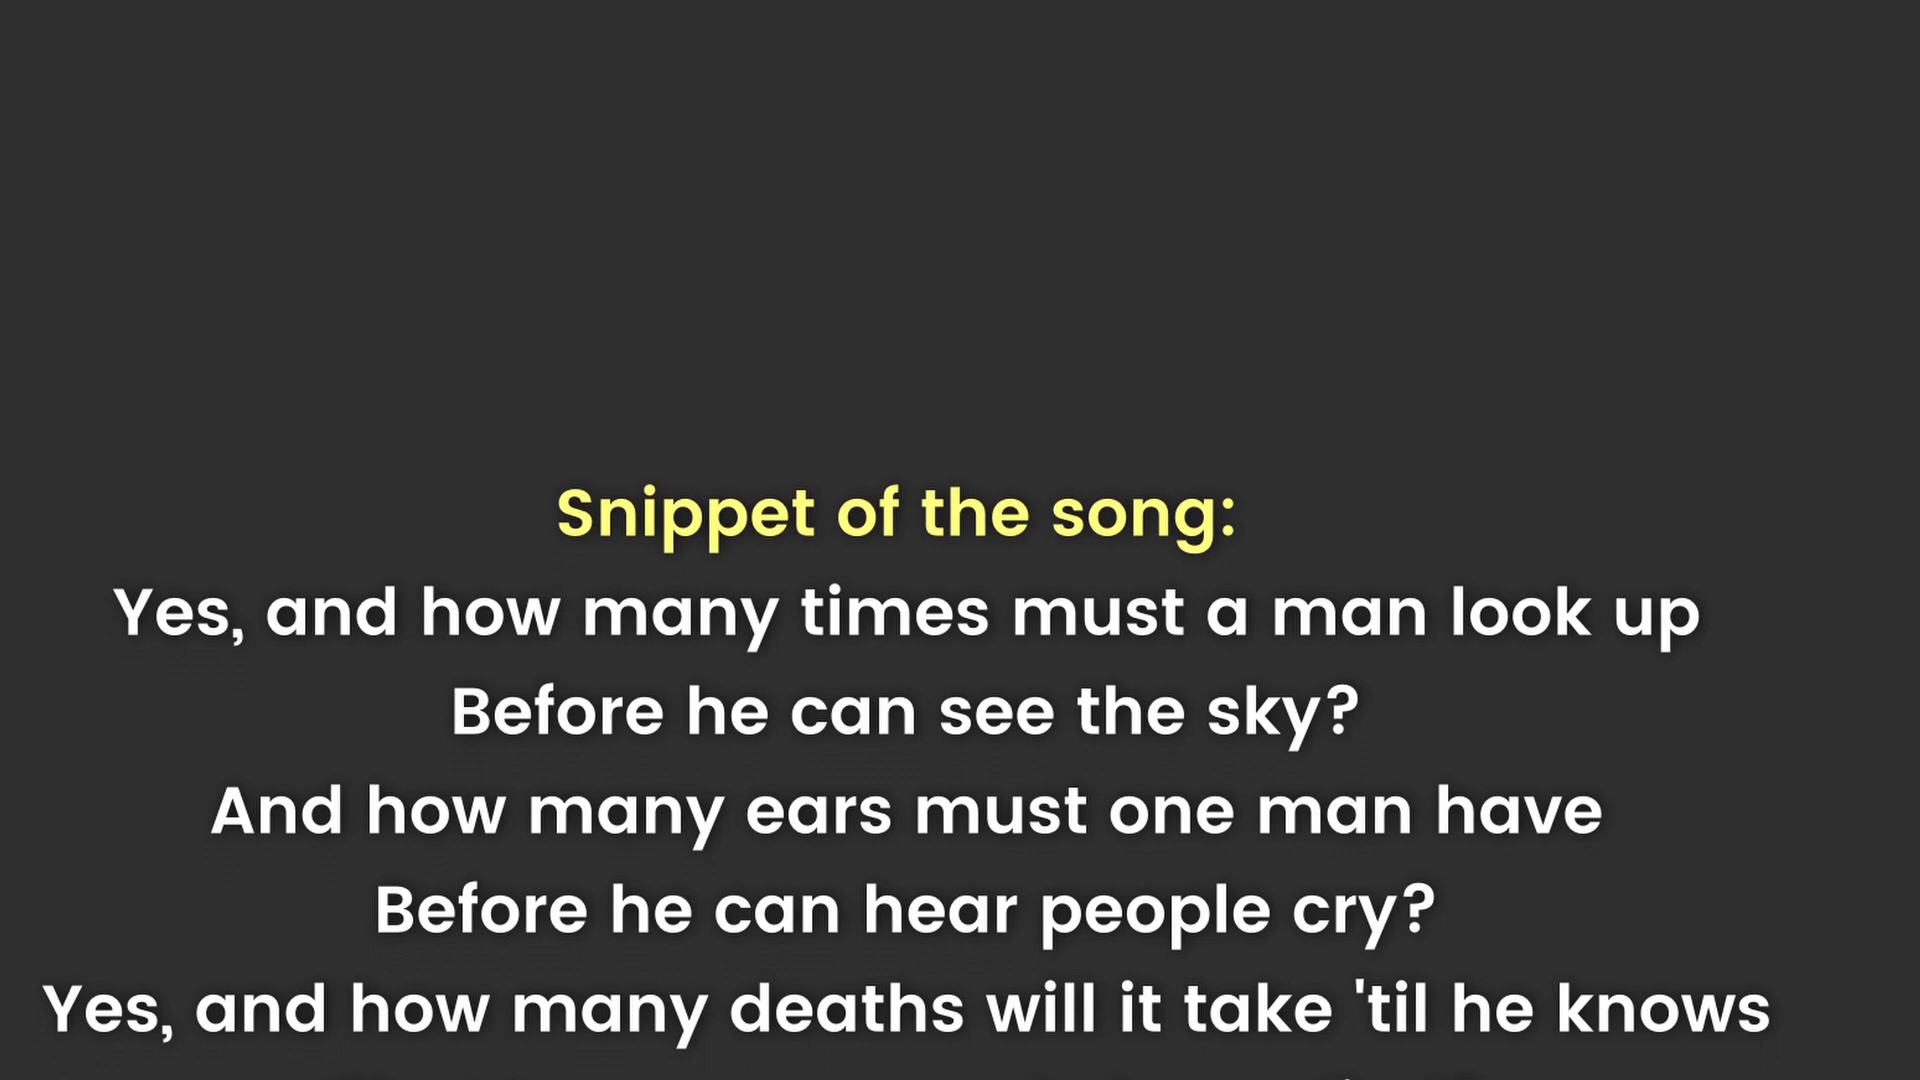 Snippet of the song:
Yes, and how many times must a man look up
Before he can see the sky?
And how many ears must one man have
Before he can hear people cry?
Yes, and how many deaths will it take 'til he knows